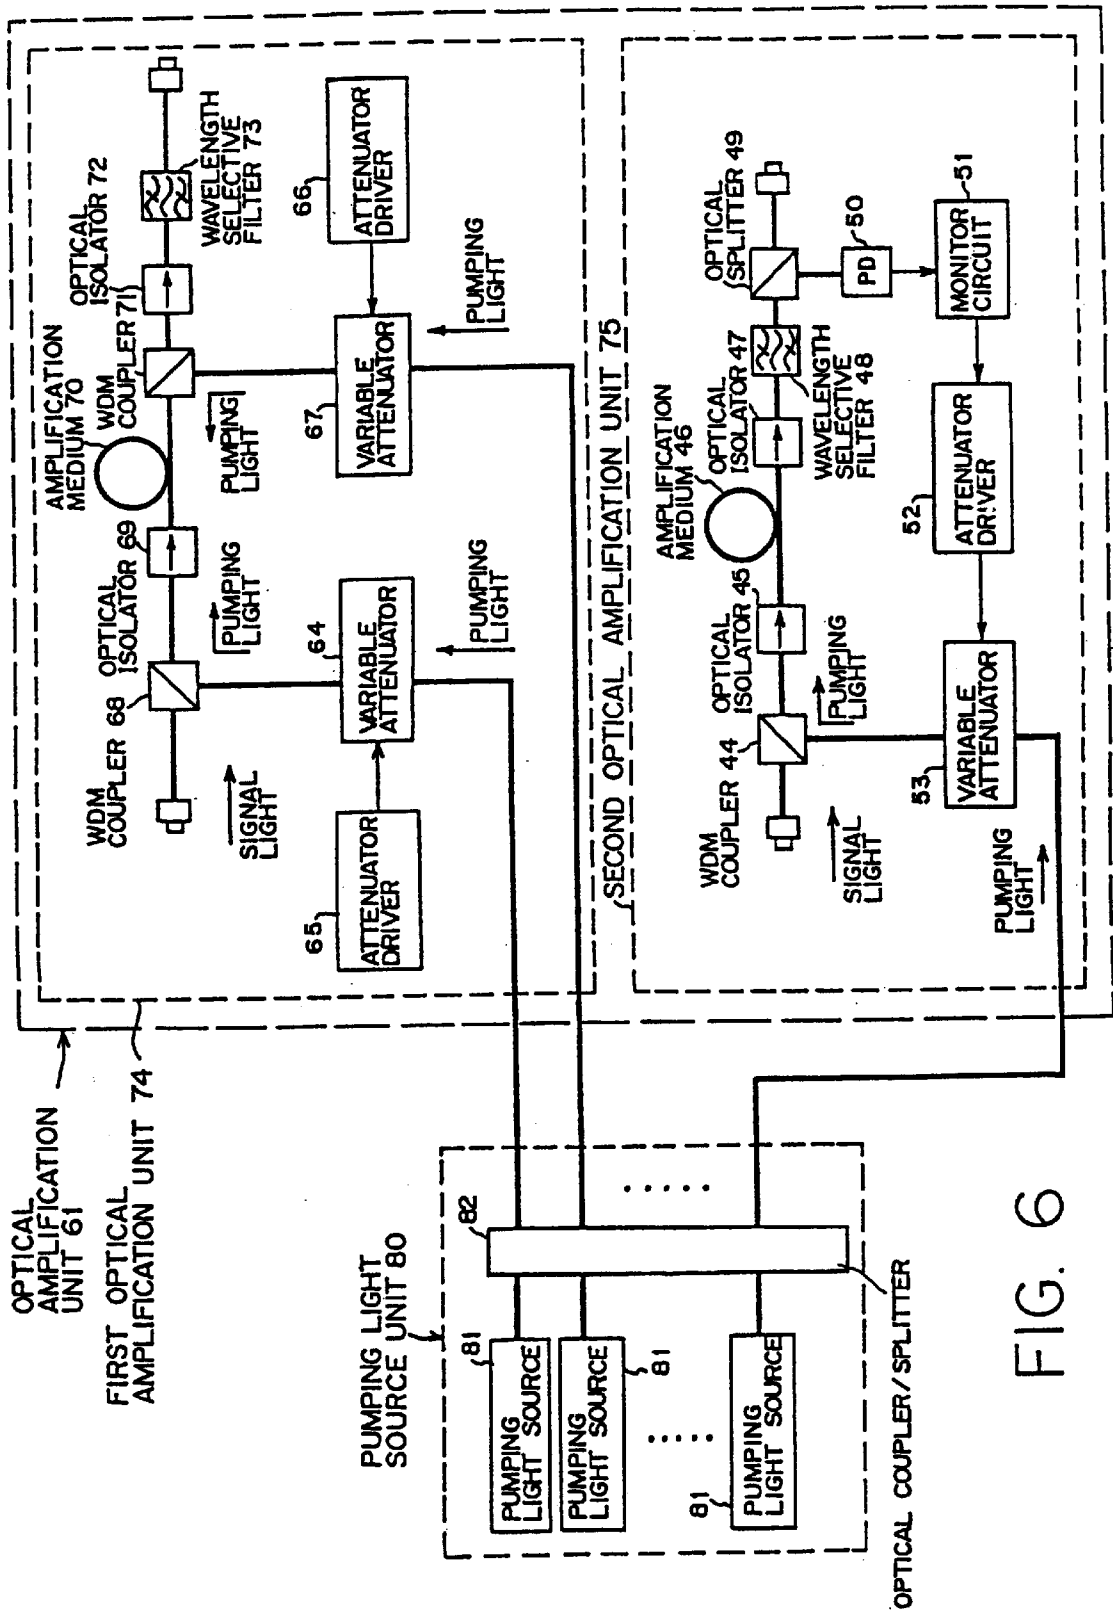 OPTICAL
AMPLIFICATION
UNIT 61
FIRST OPTICAL
AMPLIFICATION UNIT 74
WDM
COUPLER 68
OPTICAL
ISOLATOR 69
AMPLIFICATION
MEDIUM 70
WDM
COUPLER 71
OPTICAL
ISOLATOR 72
WAVELENGTH
SELECTIVE
FILTER 73
SIGNAL
LIGHT
PUMPING
LIGHT
PUMPING
LIGHT
65
ATTENUATOR
DRIVER
64
VARIABLE
ATTENUATOR
PUMPING
LIGHT
67
VARIABLE
ATTENUATOR
PUMPING
LIGHT
66
ATTENUATOR
DRIVER
SECOND OPTICAL AMPLIFICATION UNIT 75
WDM
COUPLER 44
OPTICAL
ISOLATOR 45
AMPLIFICATION
MEDIUM 46
OPTICAL
ISOLATOR 47
WAVELENGTH
SELECTIVE
FILTER 48
OPTICAL
SPLITTER 49
SIGNAL
LIGHT
PUMPING
LIGHT
PD
50
51
MONITOR
CIRCUIT
52
ATTENUATOR
DRIVER
53
VARIABLE
ATTENUATOR
PUMPING
LIGHT
PUMPING LIGHT
SOURCE UNIT 80
81
PUMPING
LIGHT SOURCE
PUMPING
LIGHT SOURCE
81
81
PUMPING
LIGHT SOURCE
82
OPTICAL COUPLER/SPLITTER
FIG. 6